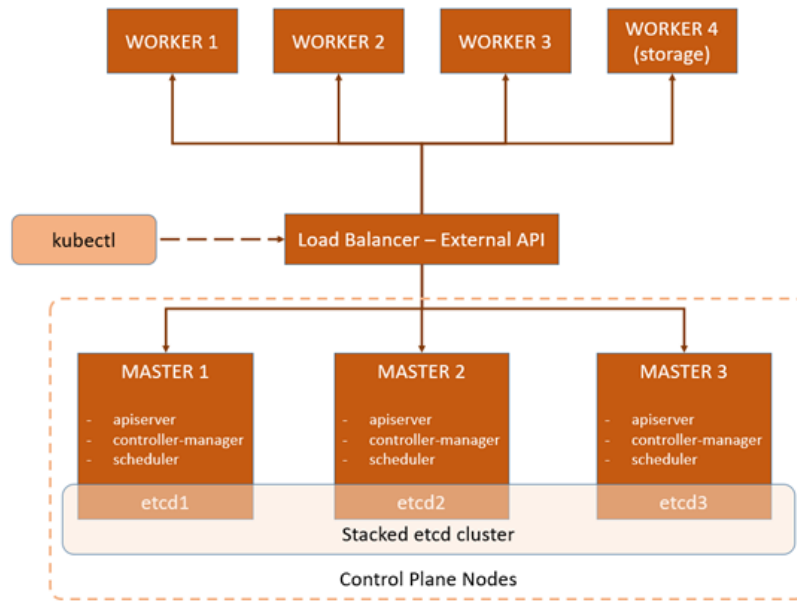 WORKER 1
WORKER 2
WORKER 3
WORKER 4
(storage)
kubectl
Load Balancer – External API
MASTER 1
- apiserver
- controller-manager
- scheduler
etcd1
MASTER 2
- apiserver
- controller-manager
- scheduler
etcd2
MASTER 3
- apiserver
- controller-manager
- scheduler
etcd3
Stacked etcd cluster
Control Plane Nodes